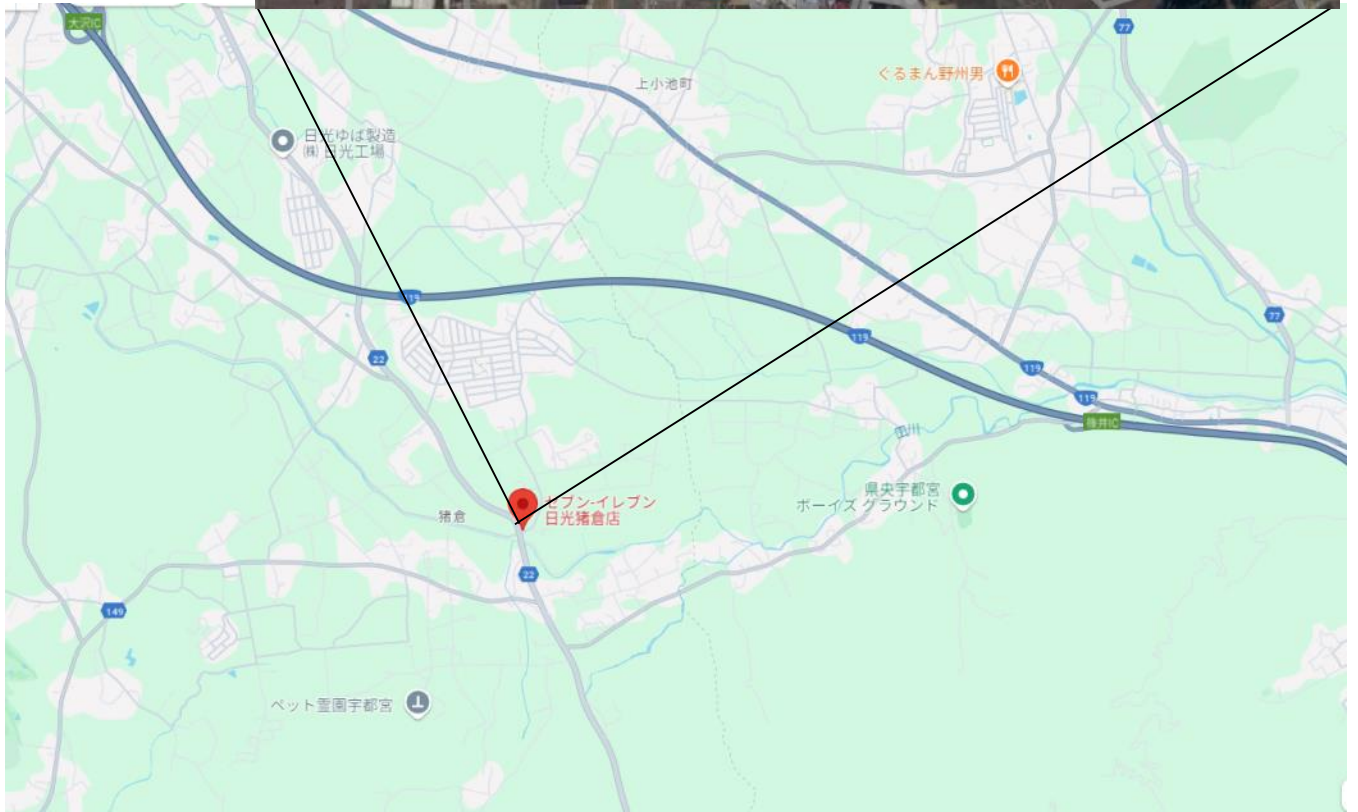 大沢IC
77
ぐるまん野州男
上小池町
日光ゆば製造
㈱ 日光工場
119
77
22
119
119
119
田川
篠井IC
県央宇都宮
ボーイズ グラウンド
セブン-イレブン
日光猪倉店
猪倉
22
149
ペット霊園宇都宮